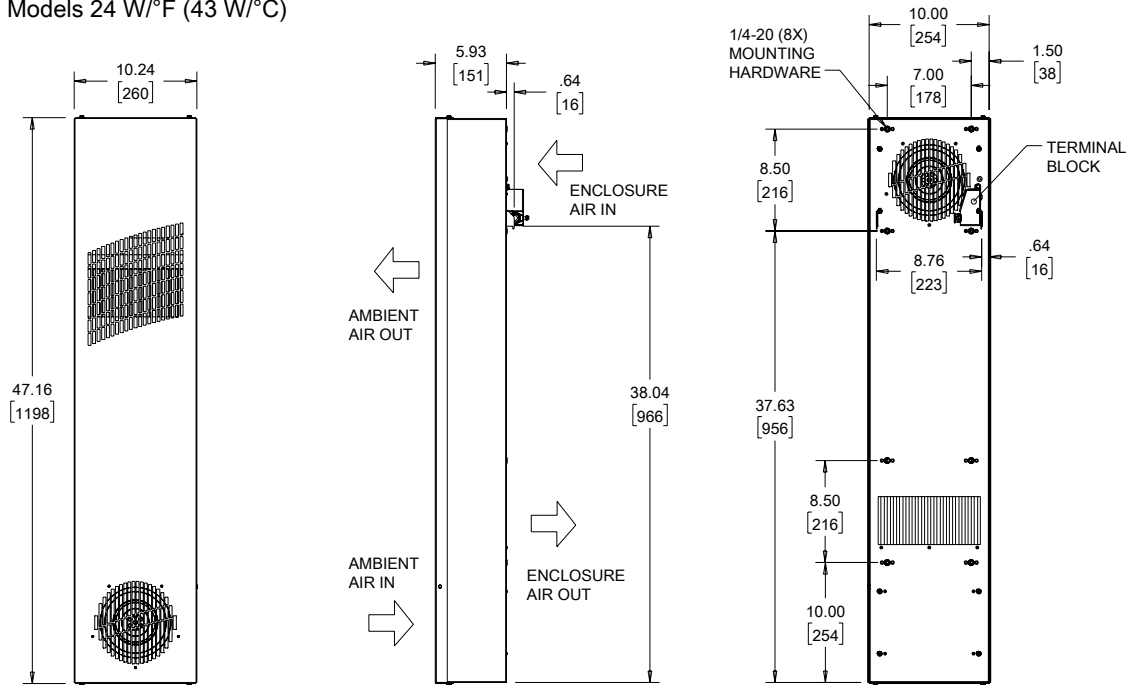 Models 24 W/°F (43 W/°C)
10.24
[260]
47.16
[1198]
5.93
[151]
.64
[16]
ENCLOSURE
AIR IN
AMBIENT
AIR OUT
38.04
[966]
AMBIENT
AIR IN
ENCLOSURE
AIR OUT
10.00
[254]
1/4-20 (8X)
MOUNTING
HARDWARE
1.50
[38]
7.00
[178]
TERMINAL
BLOCK
8.50
[216]
8.76
[223]
.64
[16]
37.63
[956]
8.50
[216]
10.00
[254]